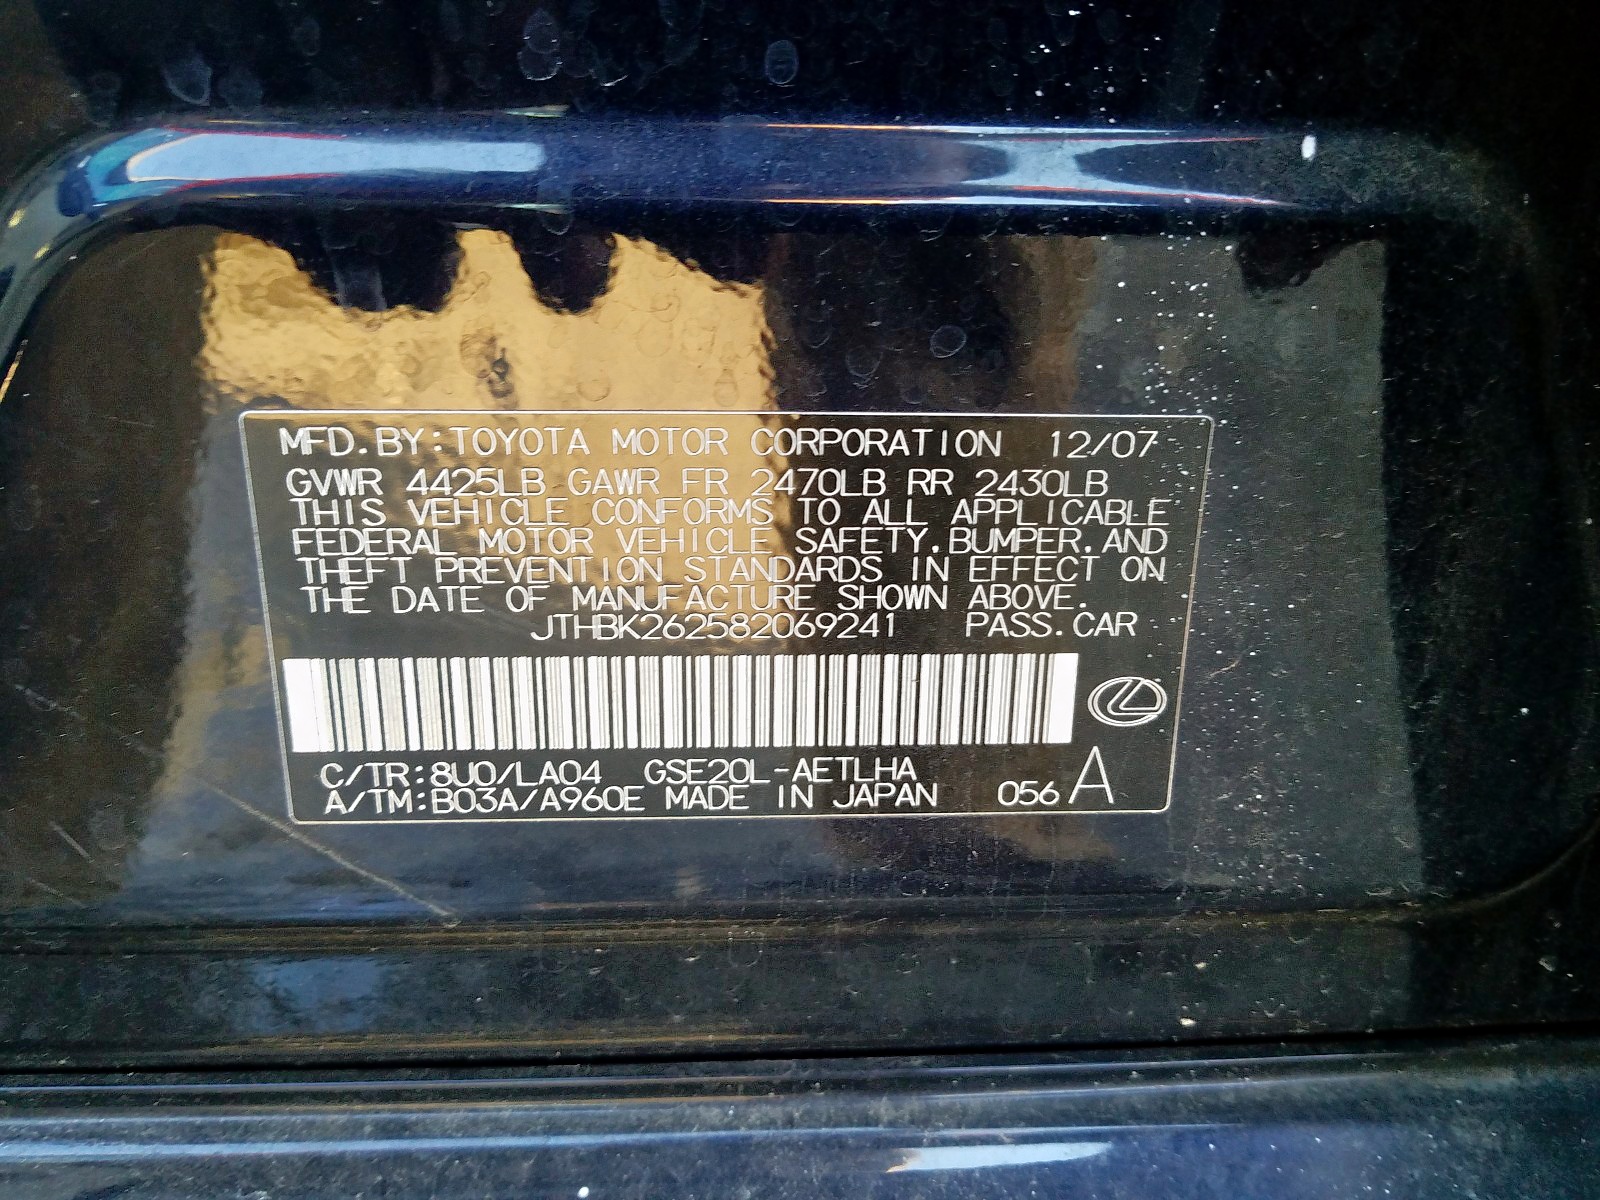 MFD.BY:TOYOTA MOTOR CORPORATION 12/07
GVWR 4425LB GAWR FR 2470LB RR 2430LB
THIS VEHICLE CONFORMS TO ALL APPLICABLE
FEDERAL MOTOR VEHICLE SAFETY,BUMPER,AND
THEFT PREVENTION STANDARDS IN EFFECT ON
THE DATE OF MANUFACTURE SHOWN ABOVE.
JTHBK262582069241 PASS.CAR
C/TR:8U0/LA04 GSE20L-AETLHA
A/TM:B03A/A960E MADE IN JAPAN 056 A